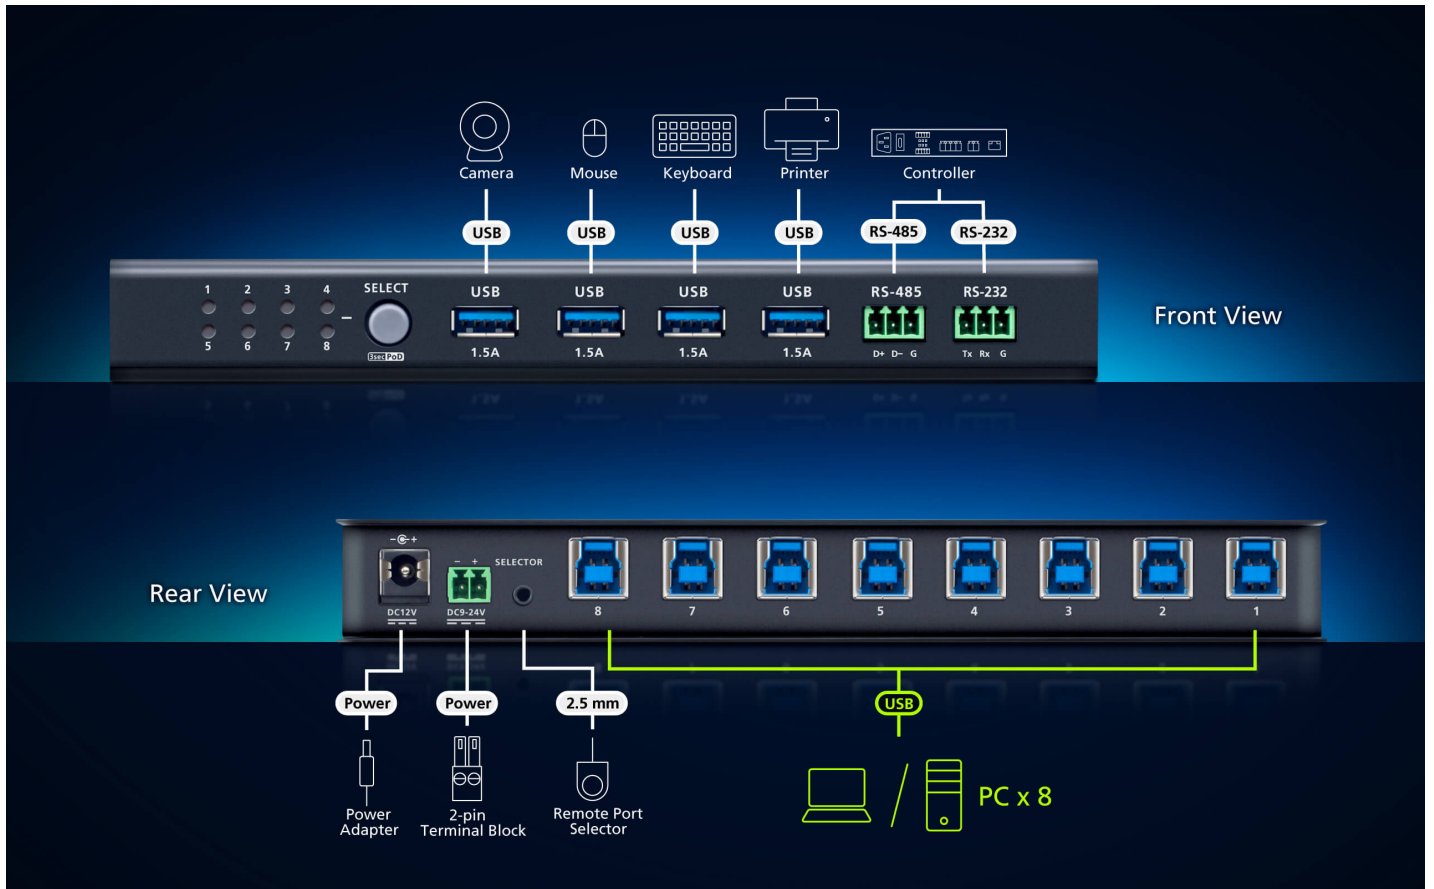 Camera
Mouse
Keyboard
Printer
Controller
USB
USB
USB
USB
RS-485
RS-232
1 2 3 4
5 6 7 8
SELECT
3sec PoD
USB
USB
USB
USB
RS-485
RS-232
1.5A
1.5A
1.5A
1.5A
D+ D− G
Tx Rx G
Front View
Rear View
− +
− +
SELECTOR
DC12V
DC9-24V
8 7 6 5 4 3 2 1
Power
Power
2.5 mm
USB
Power
Adapter
2-pin
Terminal Block
Remote Port
Selector
PC x 8